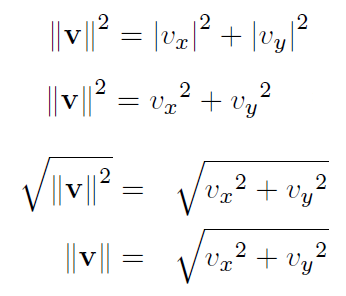 ‖𝐯‖² = |vₓ|² + |v_y|²
‖𝐯‖² = vₓ² + v_y²
√(‖𝐯‖²) = √(vₓ² + v_y²)
‖𝐯‖ = √(vₓ² + v_y²)